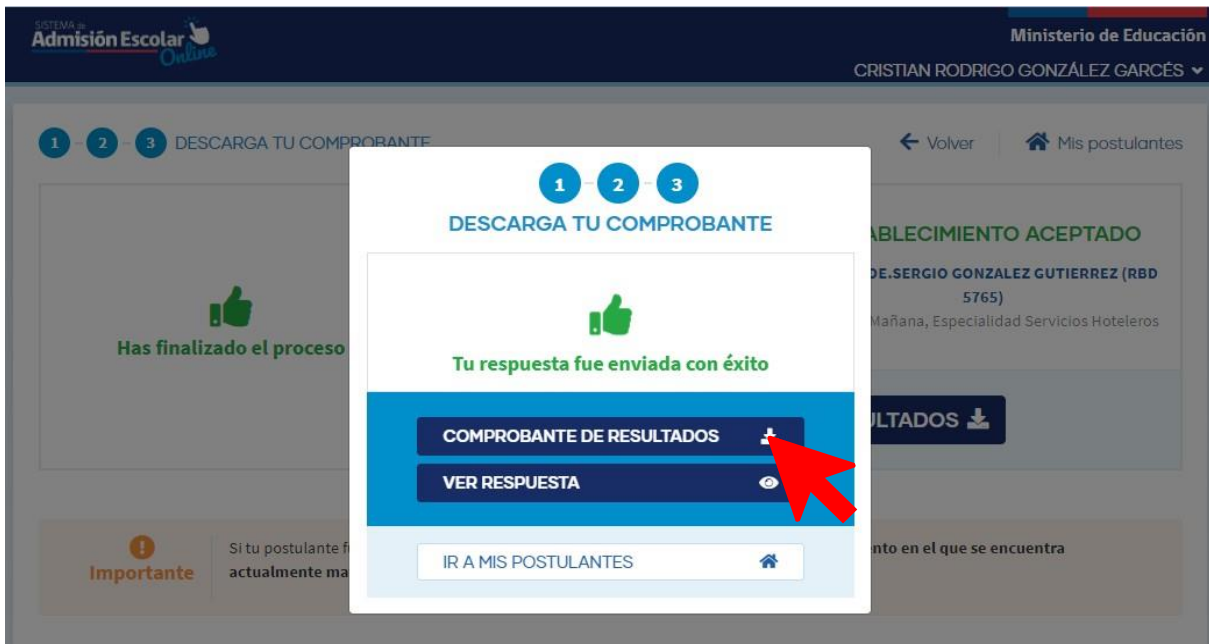 SISTEMA de
Admisión Escolar
Online
Ministerio de Educación
CRISTIAN RODRIGO GONZÁLEZ GARCÉS
1 - 2 - 3 DESCARGA TU COMPROBANTE
Volver
Mis postulantes
Has finalizado el proceso
1 - 2 - 3
DESCARGA TU COMPROBANTE
Tu respuesta fue enviada con éxito
COMPROBANTE DE RESULTADOS
VER RESPUESTA
IR A MIS POSTULANTES
ABLECIMIENTO ACEPTADO
DE.SERGIO GONZALEZ GUTIERREZ (RBD
5765)
Mañana, Especialidad Servicios Hoteleros
ULTADOS
Importante
Si tu postulante f
nto en el que se encuentra
actualmente ma